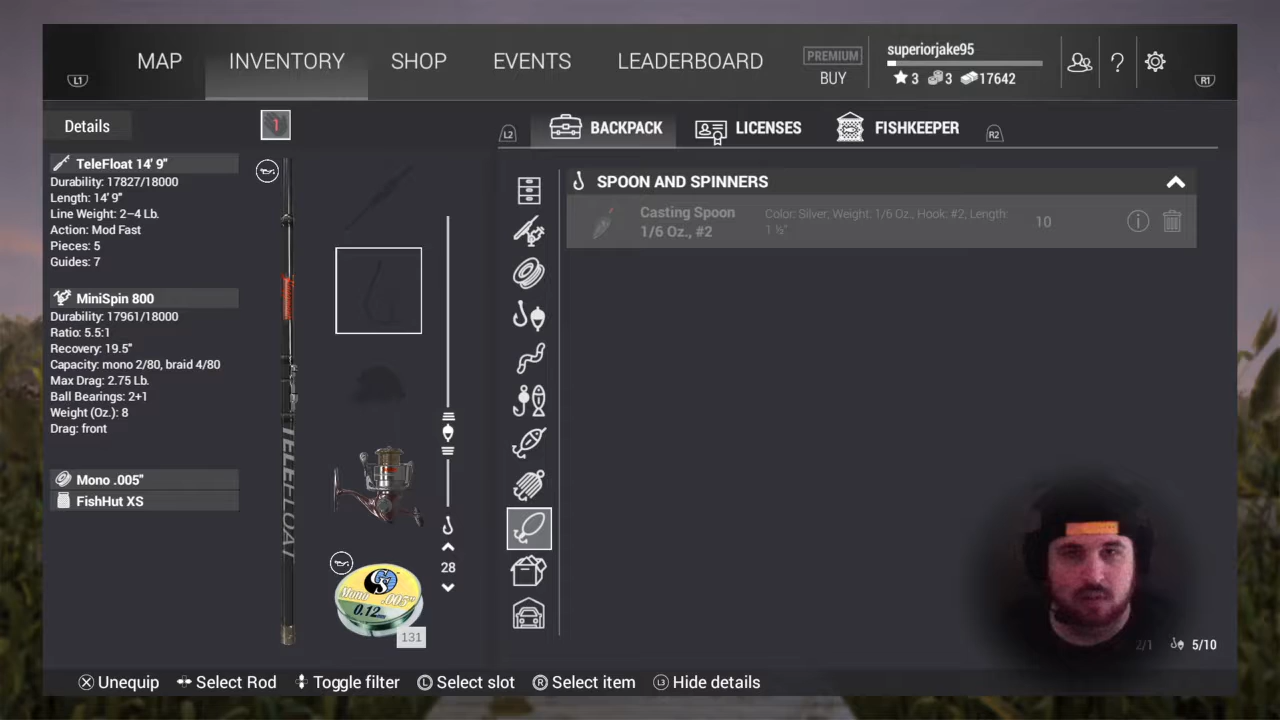 MAP
INVENTORY
SHOP
EVENTS
LEADERBOARD
PREMIUM
BUY
superiorjake95
3
3
17642
?
L1
R1
Details
1
TeleFloat 14' 9"
Durability: 17827/18000
Length: 14' 9"
Line Weight: 2–4 Lb.
Action: Mod Fast
Pieces: 5
Guides: 7
MiniSpin 800
Durability: 17961/18000
Ratio: 5.5:1
Recovery: 19.5"
Capacity: mono 2/80, braid 4/80
Max Drag: 2.75 Lb.
Ball Bearings: 2+1
Weight (Oz.): 8
Drag: front
Mono .005"
FishHut XS
TELEFLOAT
28
GS
Mono .005"
0.12
131
L2
BACKPACK
LICENSES
FISHKEEPER
R2
SPOON AND SPINNERS
Casting Spoon
1/6 Oz., #2
Color: Silver, Weight: 1/6 Oz., Hook: #2, Length:
1 ½"
10
2/1
5/10
Unequip
Select Rod
Toggle filter
L Select slot
R Select item
L3 Hide details